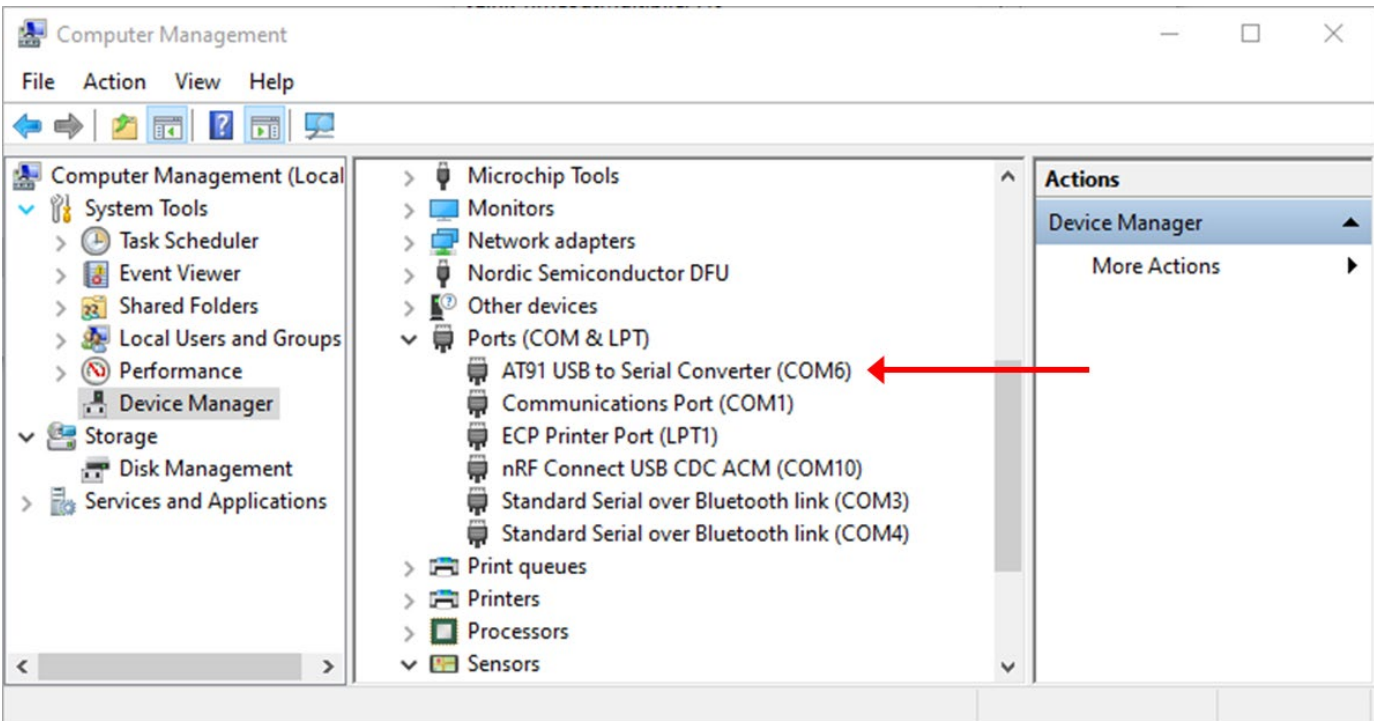 Computer Management
File Action View Help
Computer Management (Local
System Tools
Task Scheduler
Event Viewer
Shared Folders
Local Users and Groups
Performance
Device Manager
Storage
Disk Management
Services and Applications
Microchip Tools
Monitors
Network adapters
Nordic Semiconductor DFU
Other devices
Ports (COM & LPT)
AT91 USB to Serial Converter (COM6)
Communications Port (COM1)
ECP Printer Port (LPT1)
nRF Connect USB CDC ACM (COM10)
Standard Serial over Bluetooth link (COM3)
Standard Serial over Bluetooth link (COM4)
Print queues
Printers
Processors
Sensors
Actions
Device Manager
More Actions